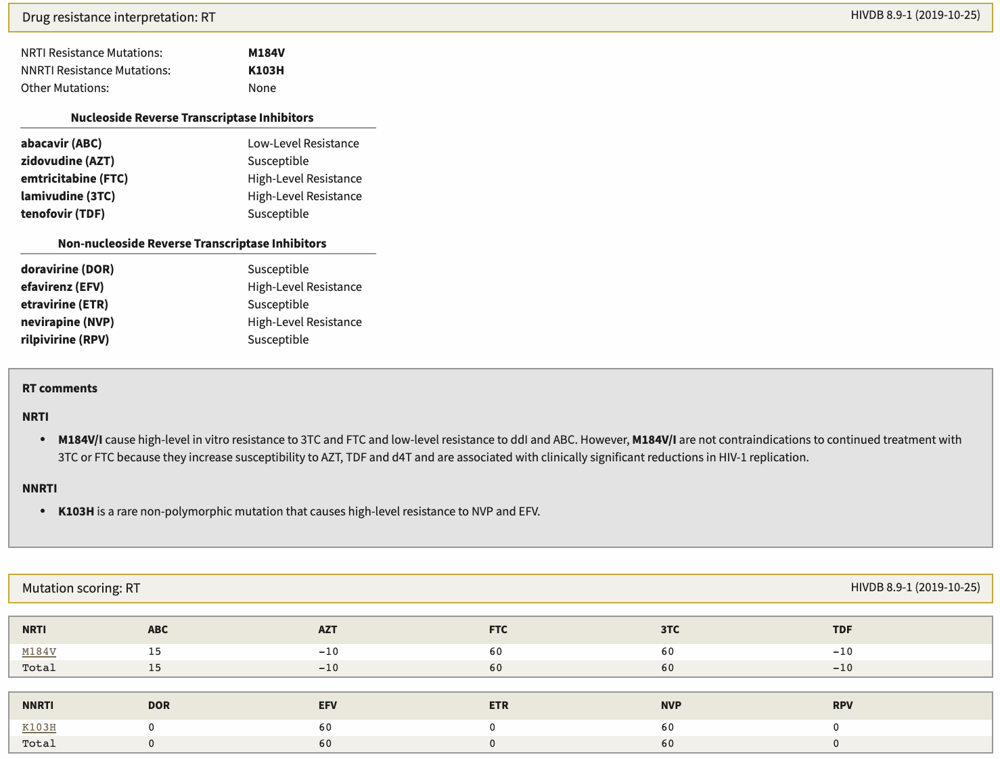 Drug resistance interpretation: RT HIVDB 8.9-1 (2019-10-25)
NRTI Resistance Mutations: M184V
NNRTI Resistance Mutations: K103H
Other Mutations: None
Nucleoside Reverse Transcriptase Inhibitors
abacavir (ABC) Low-Level Resistance
zidovudine (AZT) Susceptible
emtricitabine (FTC) High-Level Resistance
lamivudine (3TC) High-Level Resistance
tenofovir (TDF) Susceptible
Non-nucleoside Reverse Transcriptase Inhibitors
doravirine (DOR) Susceptible
efavirenz (EFV) High-Level Resistance
etravirine (ETR) Susceptible
nevirapine (NVP) High-Level Resistance
rilpivirine (RPV) Susceptible
RT comments
NRTI
• M184V/I cause high-level in vitro resistance to 3TC and FTC and low-level resistance to ddI and ABC. However, M184V/I are not contraindications to continued treatment with
3TC or FTC because they increase susceptibility to AZT, TDF and d4T and are associated with clinically significant reductions in HIV-1 replication.
NNRTI
• K103H is a rare non-polymorphic mutation that causes high-level resistance to NVP and EFV.
Mutation scoring: RT HIVDB 8.9-1 (2019-10-25)
NRTI ABC AZT FTC 3TC TDF
M184V 15 -10 60 60 -10
Total 15 -10 60 60 -10
NNRTI DOR EFV ETR NVP RPV
K103H 0 60 0 60 0
Total 0 60 0 60 0